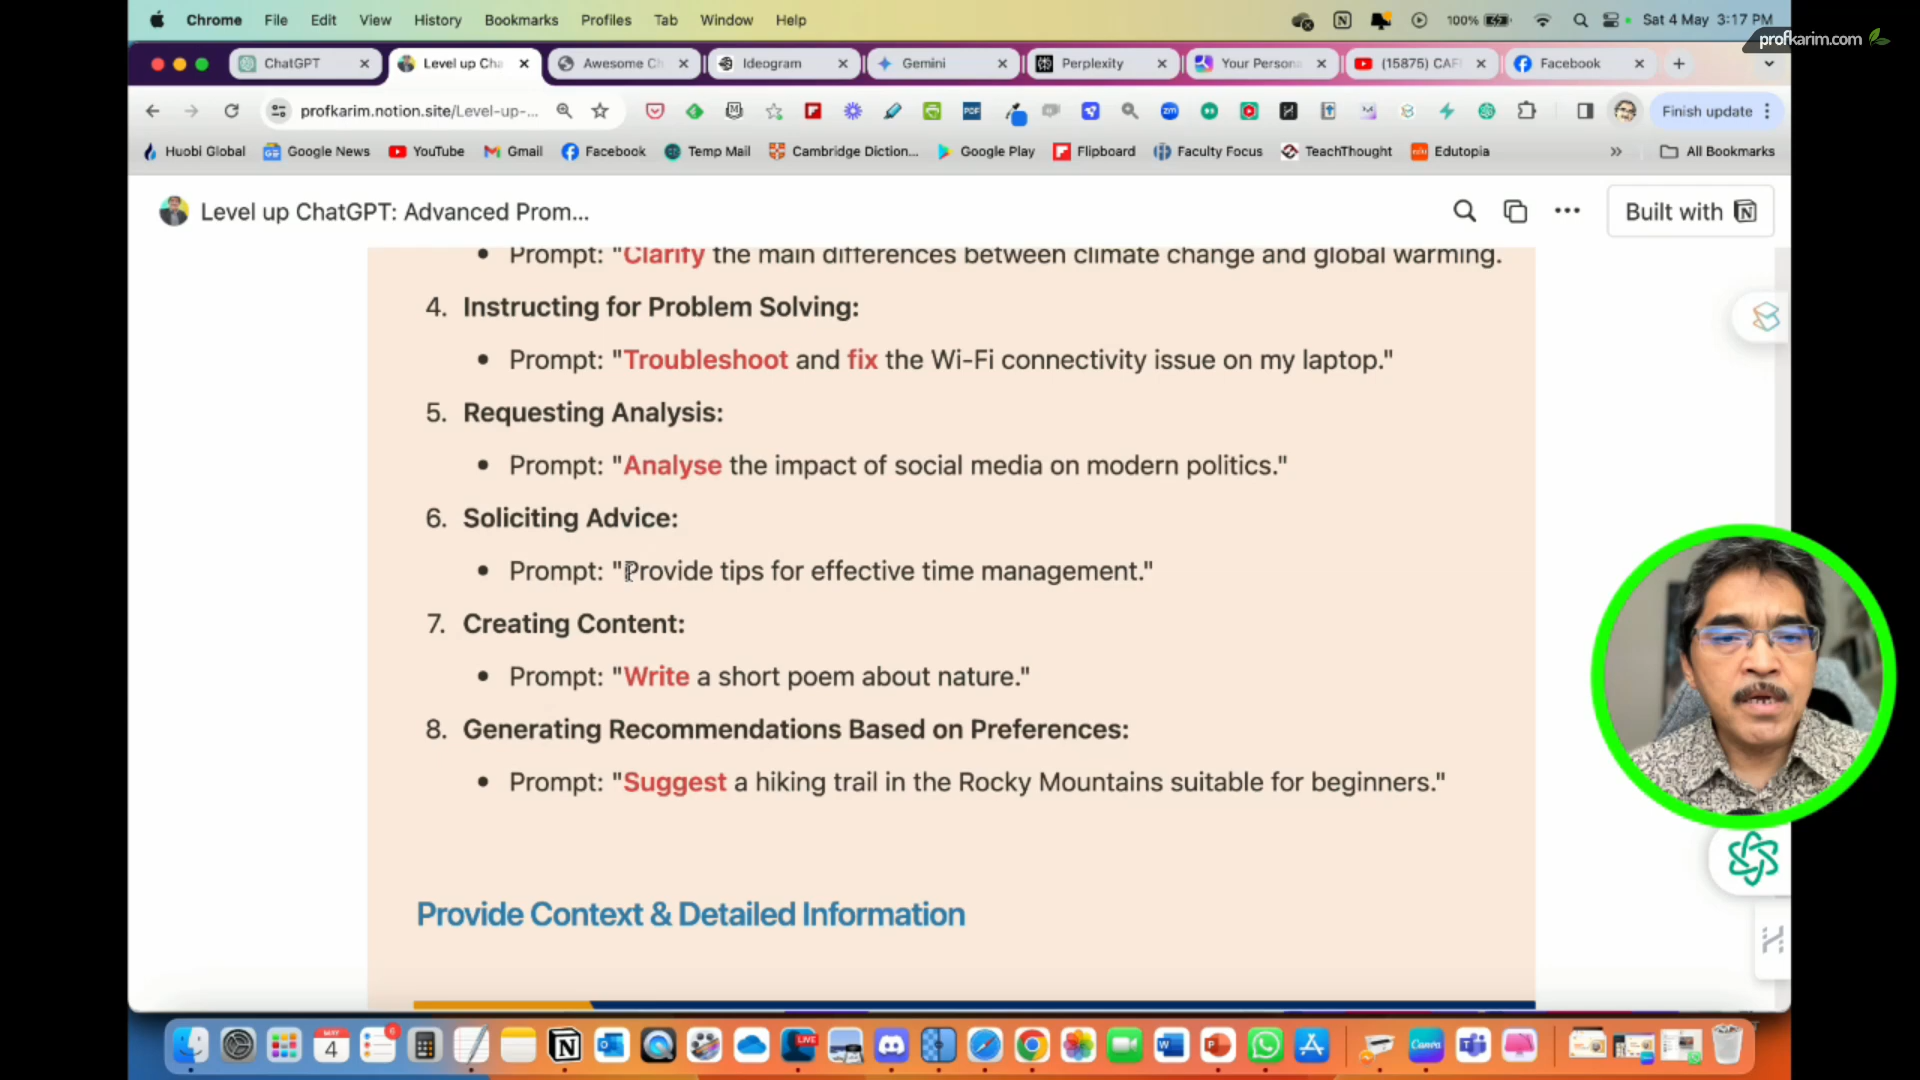 Chrome File Edit View History Bookmarks Profiles Tab Window Help 100% Sat 4 May 3:17 PM
profkarim.com
ChatGPT Level up Cha Awesome Ch Ideogram Gemini Perplexity Your Persona (15875) CAF Facebook
profkarim.notion.site/Level-up-... Finish update
Huobi Global Google News YouTube Gmail Facebook Temp Mail Cambridge Diction... Google Play Flipboard Faculty Focus TeachThought Edutopia » All Bookmarks
Level up ChatGPT: Advanced Prom... Built with
• Prompt: "Clarify the main differences between climate change and global warming.
4. Instructing for Problem Solving:
• Prompt: "Troubleshoot and fix the Wi-Fi connectivity issue on my laptop."
5. Requesting Analysis:
• Prompt: "Analyse the impact of social media on modern politics."
6. Soliciting Advice:
• Prompt: "Provide tips for effective time management."
7. Creating Content:
• Prompt: "Write a short poem about nature."
8. Generating Recommendations Based on Preferences:
• Prompt: "Suggest a hiking trail in the Rocky Mountains suitable for beginners."
Provide Context & Detailed Information
MAY
4
6
LIVE
Canva